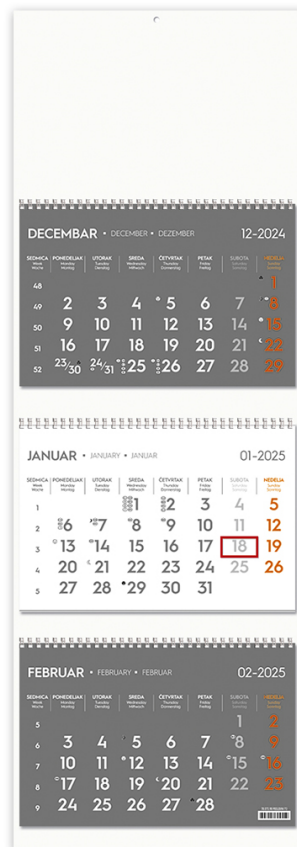 DECEMBAR • DECEMBER • DEZEMBER 12-2024
SEDMICA PONEDELJAK UTORAK SREDA ČETVRTAK PETAK SUBOTA NEDELJA
Week Monday Tuesday Wednesday Thursday Friday Saturday Sunday
Woche Montag Dienstag Mittwoch Donnerstag Freitag Samstag Sonntag
48 1
49 2 3 4 5 6 7 8
50 9 10 11 12 13 14 15
51 16 17 18 19 20 21 22
52 23/30 24/31 25 26 27 28 29
JANUAR • JANUARY • JANUAR 01-2025
SEDMICA PONEDELJAK UTORAK SREDA ČETVRTAK PETAK SUBOTA NEDELJA
Week Monday Tuesday Wednesday Thursday Friday Saturday Sunday
Woche Montag Dienstag Mittwoch Donnerstag Freitag Samstag Sonntag
1 1 2 3 4 5
2 6 7 8 9 10 11 12
3 13 14 15 16 17 18 19
4 20 21 22 23 24 25 26
5 27 28 29 30 31
FEBRUAR • FEBRUARY • FEBRUAR 02-2025
SEDMICA PONEDELJAK UTORAK SREDA ČETVRTAK PETAK SUBOTA NEDELJA
Week Monday Tuesday Wednesday Thursday Friday Saturday Sunday
Woche Montag Dienstag Mittwoch Donnerstag Freitag Samstag Sonntag
5 1 2
6 3 4 5 6 7 8 9
7 10 11 12 13 14 15 16
8 17 18 19 20 21 22 23
9 24 25 26 27 28